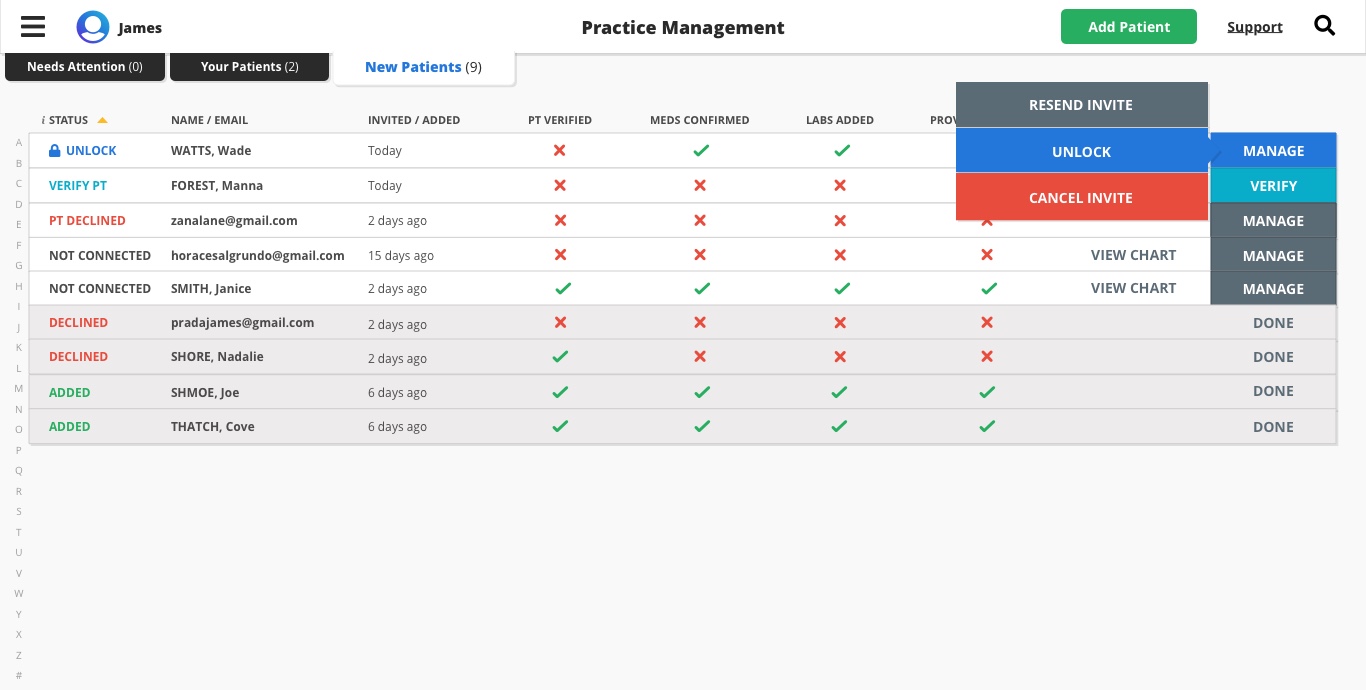 James
Practice Management
Add Patient
Support
Needs Attention (0)
Your Patients (2)
New Patients (9)
RESEND INVITE
UNLOCK
CANCEL INVITE
i STATUS NAME / EMAIL INVITED / ADDED PT VERIFIED MEDS CONFIRMED LABS ADDED
UNLOCK WATTS, Wade Today MANAGE
VERIFY PT FOREST, Manna Today VERIFY
PT DECLINED zanalane@gmail.com 2 days ago MANAGE
NOT CONNECTED horacesalgrundo@gmail.com 15 days ago VIEW CHART MANAGE
NOT CONNECTED SMITH, Janice 2 days ago VIEW CHART MANAGE
DECLINED pradajames@gmail.com 2 days ago DONE
DECLINED SHORE, Nadalie 2 days ago DONE
ADDED SHMOE, Joe 6 days ago DONE
ADDED THATCH, Cove 6 days ago DONE
A
B
C
D
E
F
G
H
I
J
K
L
M
N
O
P
Q
R
S
T
U
V
W
Y
X
Z
#